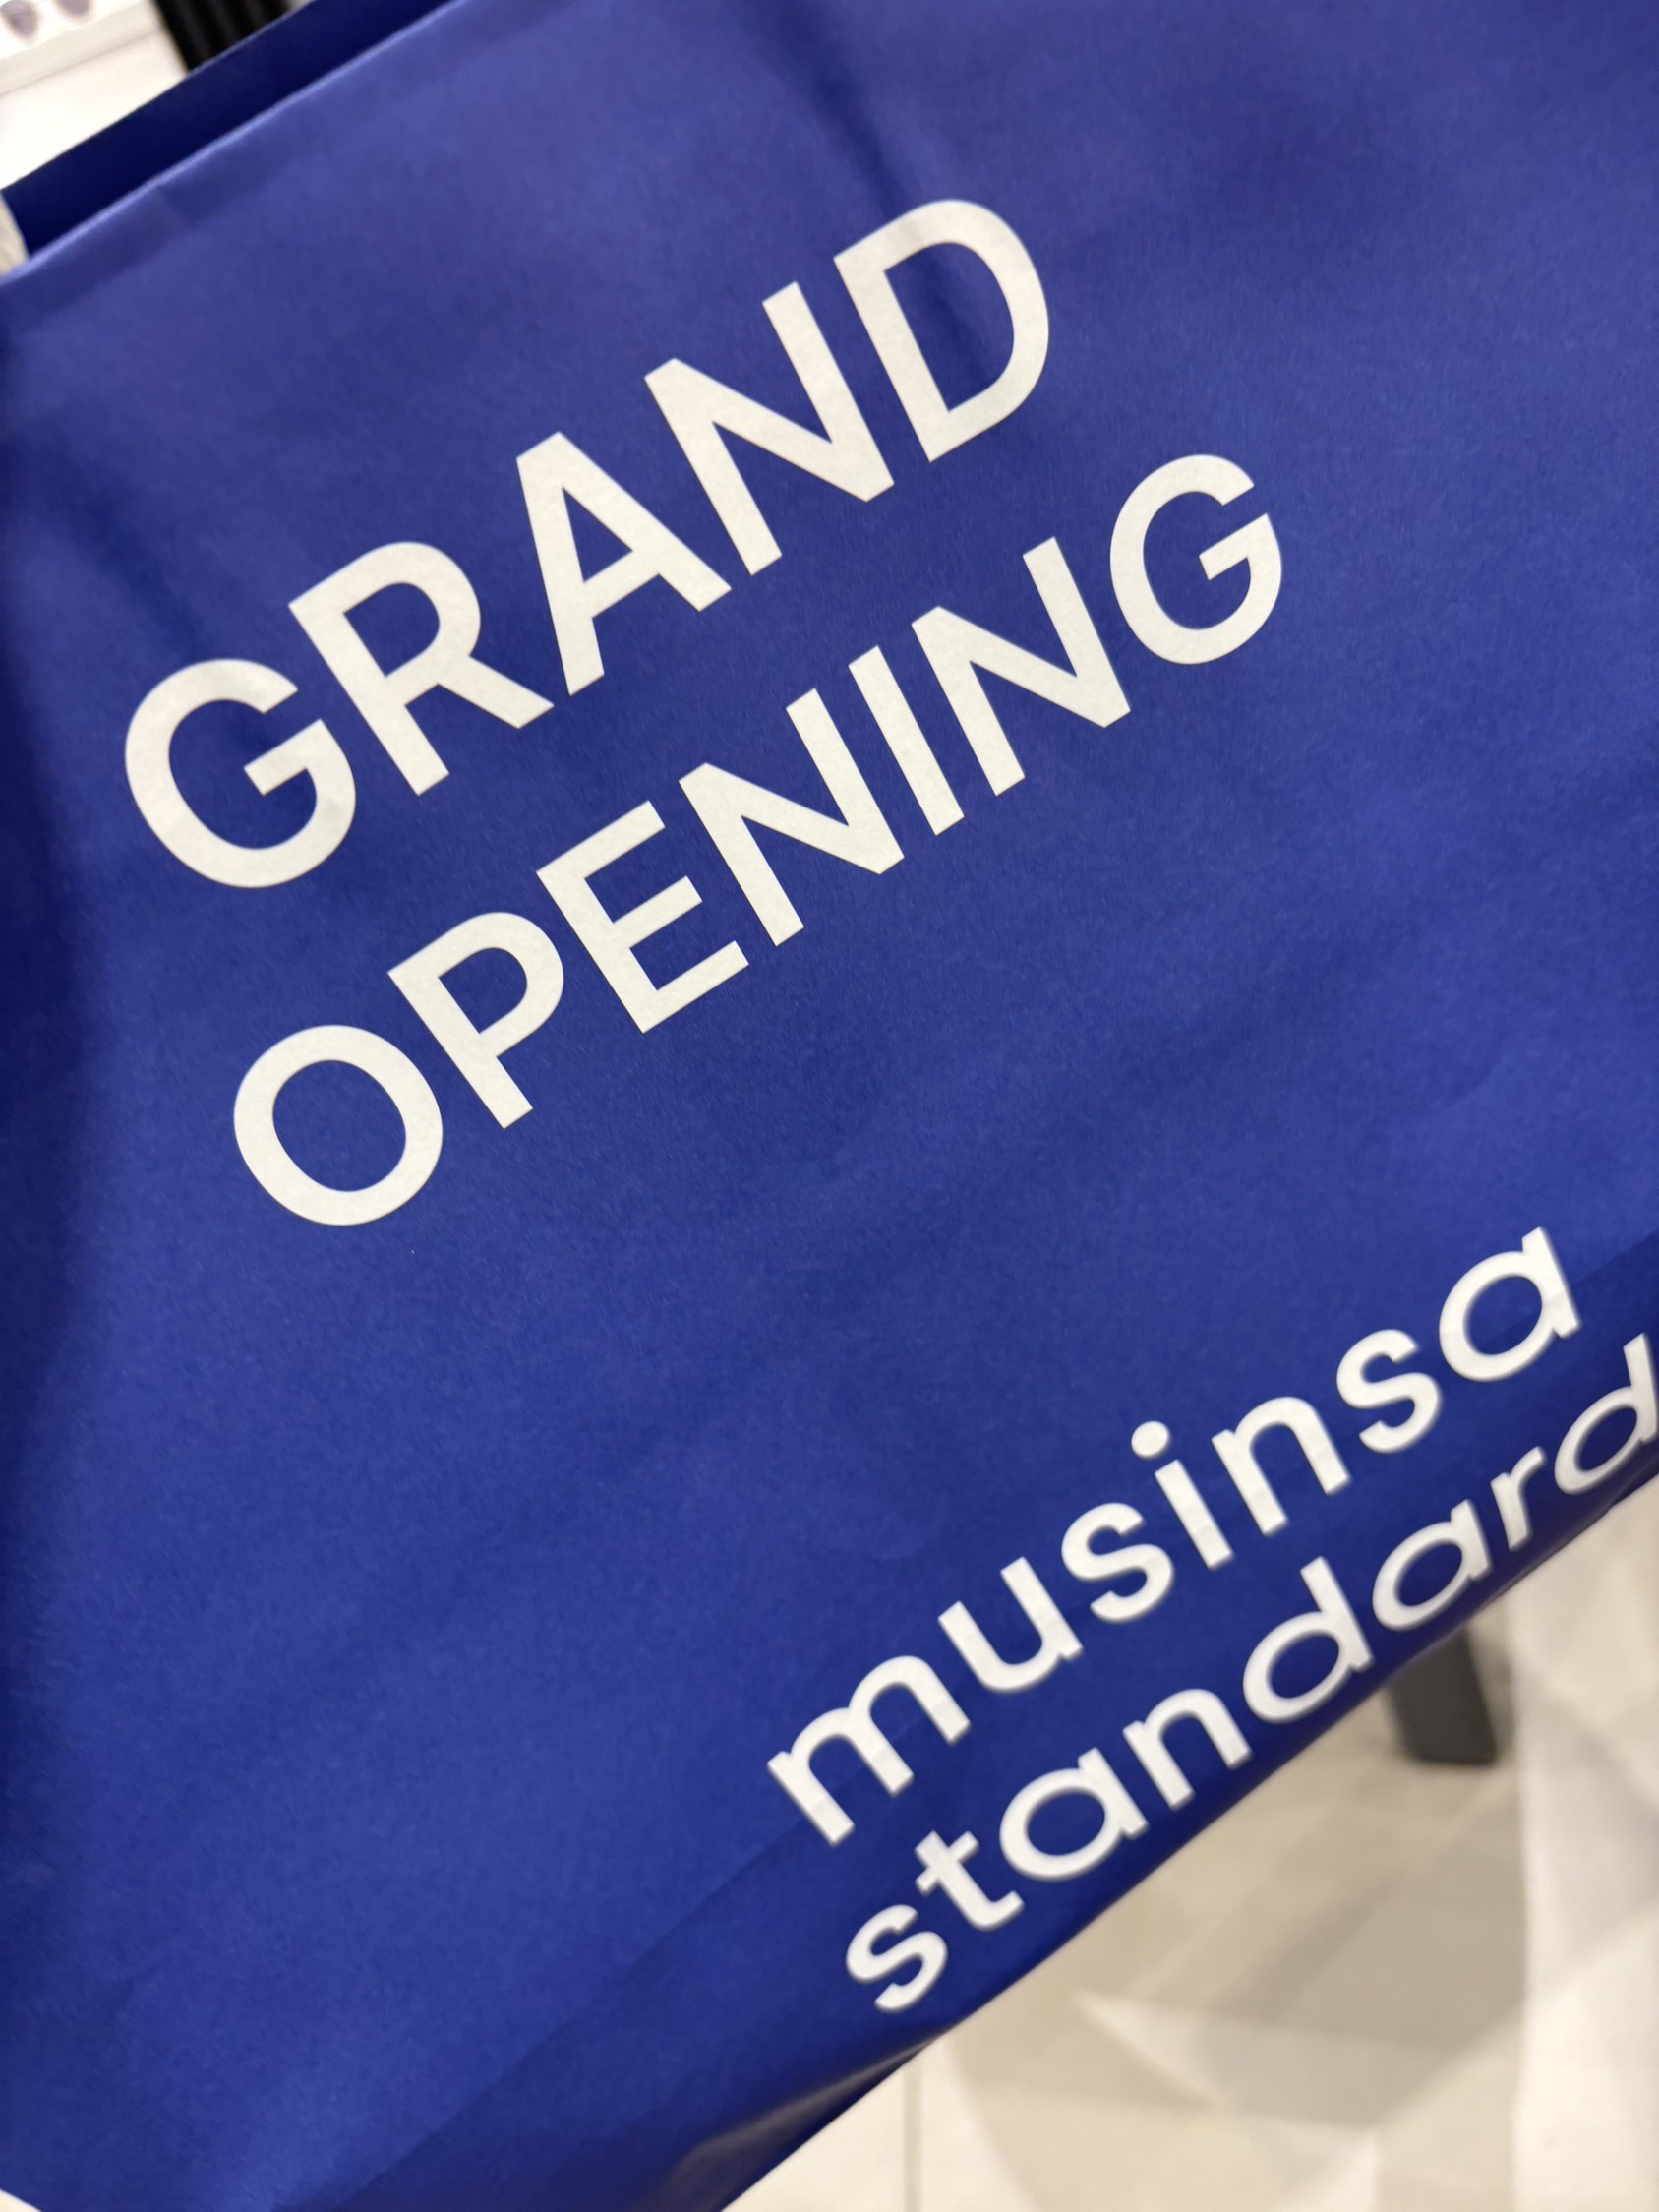 GRAND
OPENING
musinsa
standard